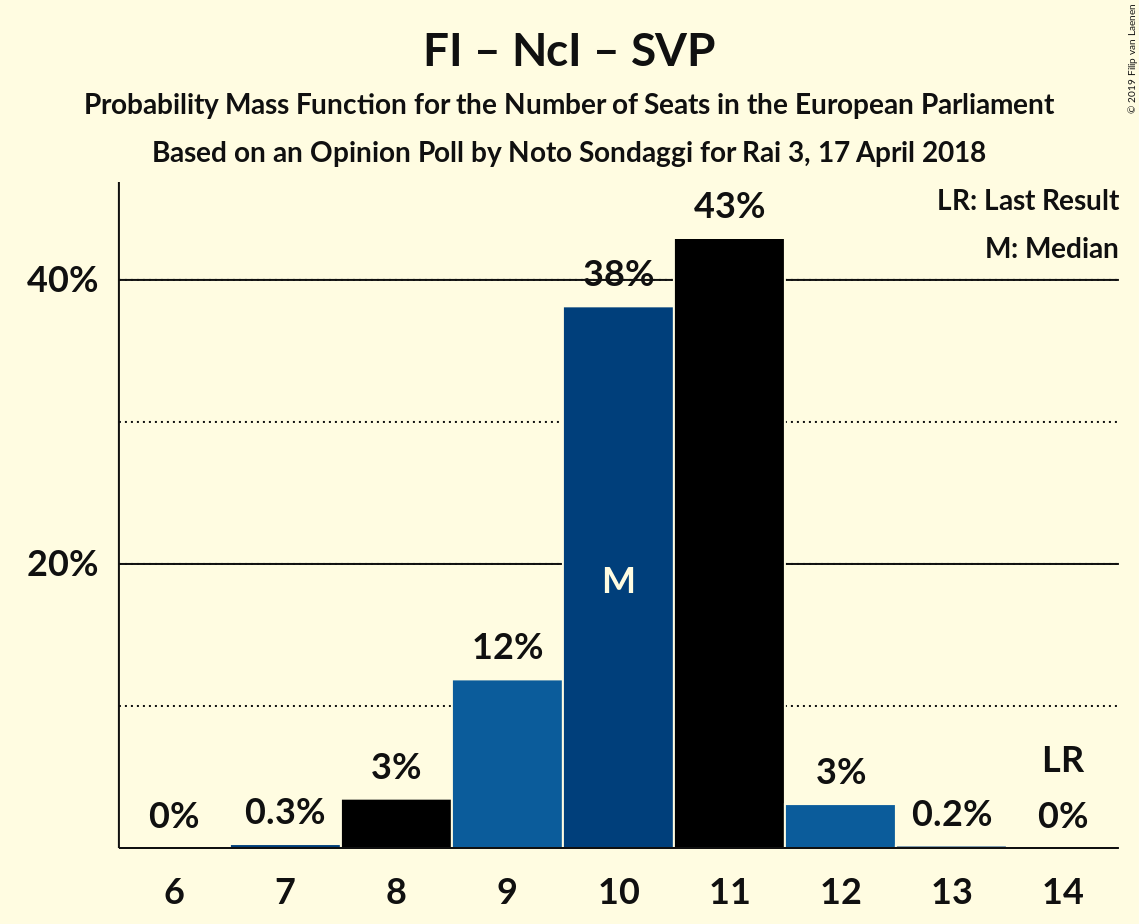 FI – NcI – SVP
Probability Mass Function for the Number of Seats in the European Parliament
Based on an Opinion Poll by Noto Sondaggi for Rai 3, 17 April 2018
© 2019 Filip van Laenen
LR: Last Result
M: Median
43%
40%
38%
20%
M
12%
3%
3%
LR
0%
0.3%
0.2%
0%
6 7 8 9 10 11 12 13 14